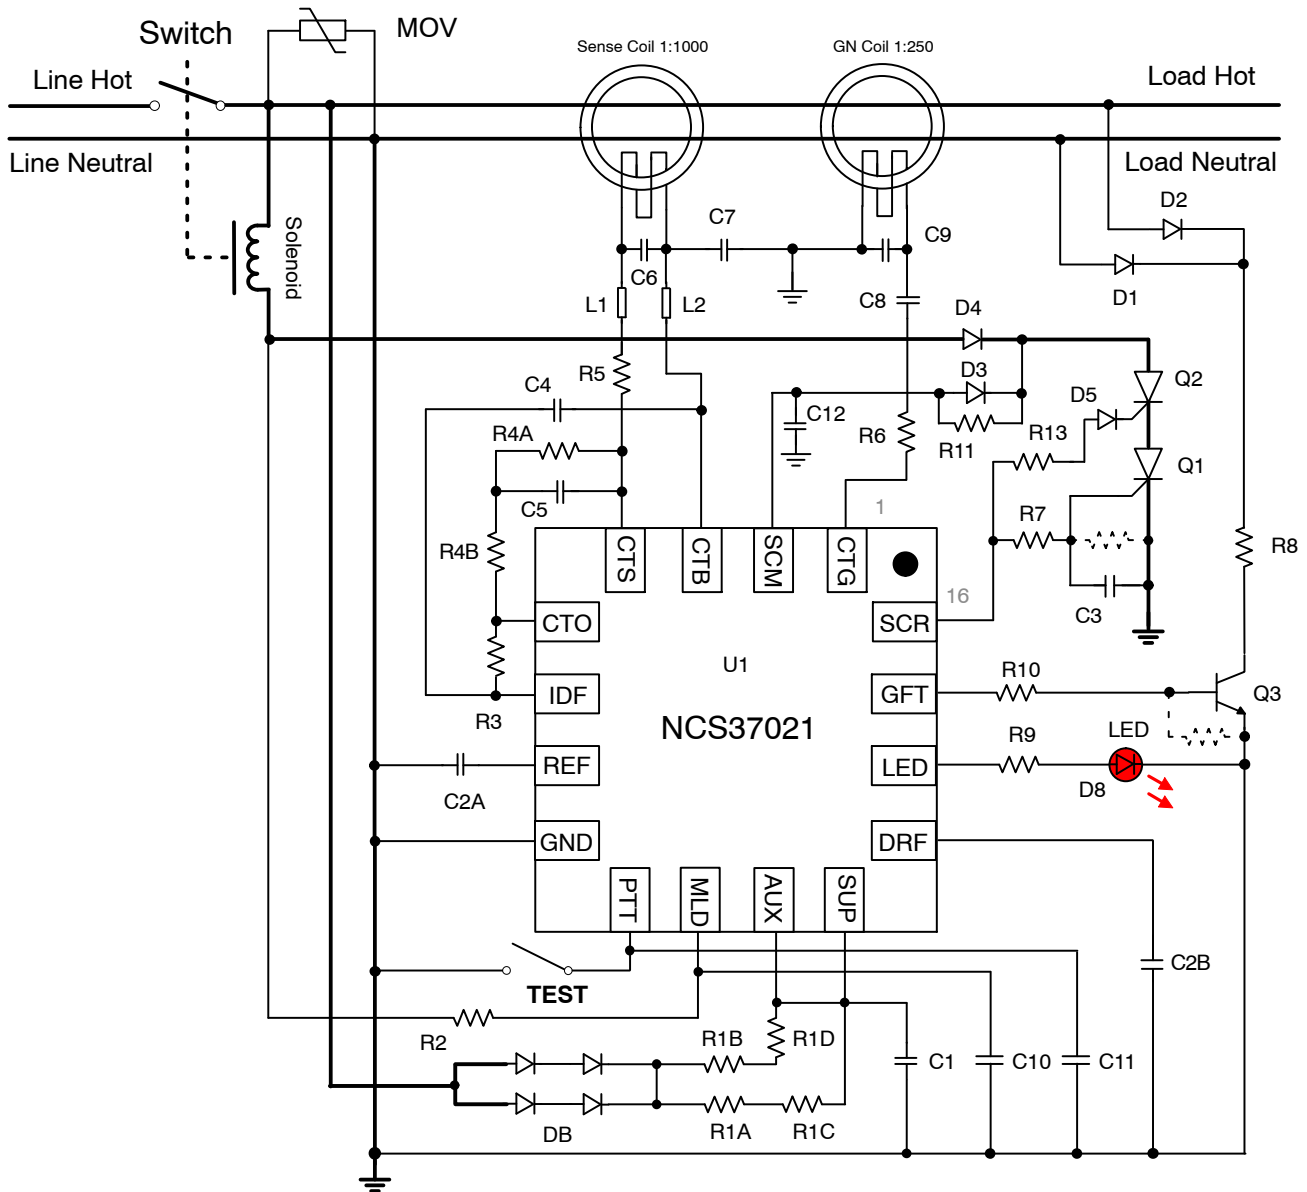 MOV
Switch
Sense Coil 1:1000
GN Coil 1:250
Line Hot
Load Hot
Line Neutral
Load Neutral
D2
C7
C9
Solenoid
C6
D1
L1
L2
C8
D4
R5
D3
Q2
C4
D5
C12
R4A
R6
R13
R11
Q1
C5
1
R7
R4B
R8
CTS
CTB
SCM
CTG
16
C3
CTO
SCR
U1
R10
IDF
GFT
Q3
R3
NCS37021
R9
LED
REF
LED
C2A
D8
GND
DRF
PTT
MLD
AUX
SUP
C2B
TEST
R2
R1B
R1D
C1
C10
C11
DB
R1A
R1C